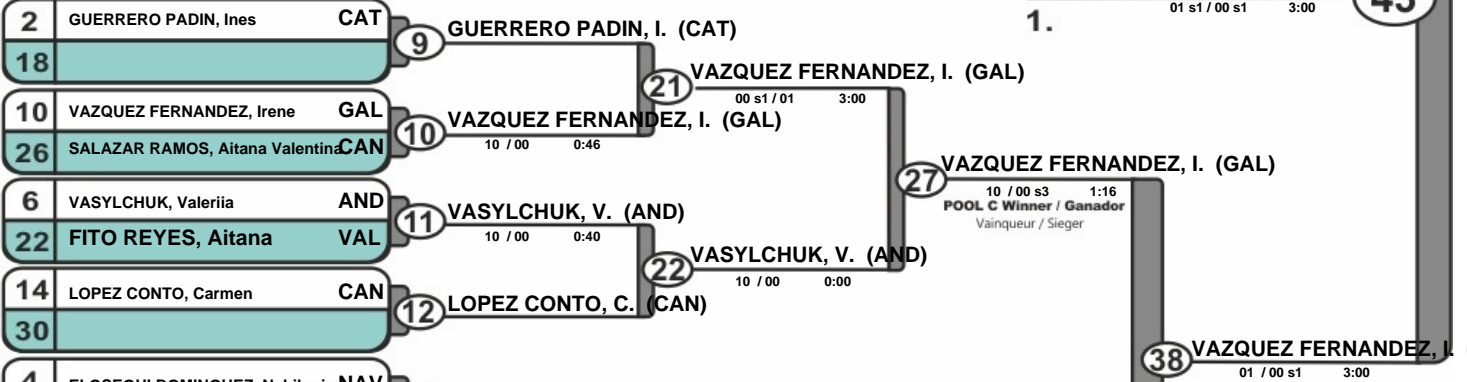 01 s1 / 00 s1 3:00
1.
2 GUERRERO PADIN, Ines CAT
18
9 GUERRERO PADIN, I. (CAT)
21 VAZQUEZ FERNANDEZ, I. (GAL)
00 s1 / 01 3:00
10 VAZQUEZ FERNANDEZ, Irene GAL
26 SALAZAR RAMOS, Aitana Valentina CAN
10 VAZQUEZ FERNANDEZ, I. (GAL)
10 / 00 0:46
27 VAZQUEZ FERNANDEZ, I. (GAL)
10 / 00 s3 1:16
POOL C Winner / Ganador
Vainqueur / Sieger
6 VASYLCHUK, Valeriia AND
22 FITO REYES, Aitana VAL
11 VASYLCHUK, V. (AND)
10 / 00 0:40
22 VASYLCHUK, V. (AND)
10 / 00 0:00
14 LOPEZ CONTO, Carmen CAN
30
12 LOPEZ CONTO, C. (CAN)
38 VAZQUEZ FERNANDEZ, I.
01 / 00 s1 3:00
4 NAV